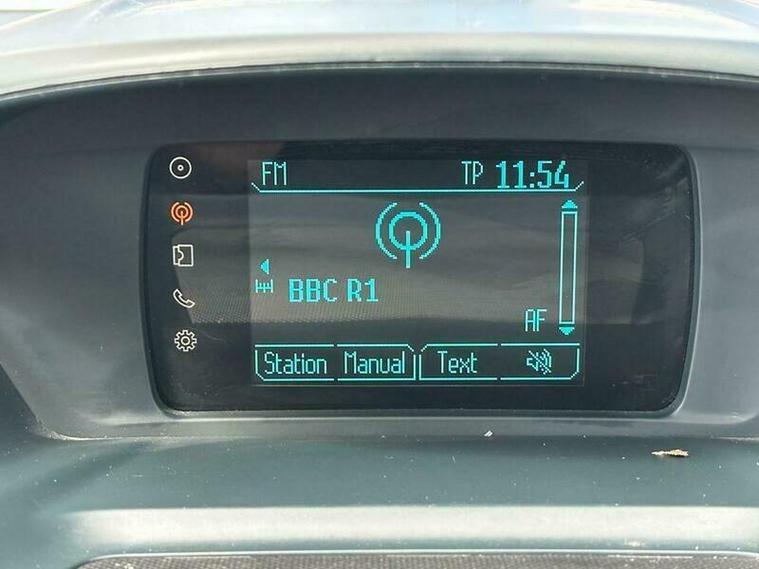 FM TP 11:54
BBC R1
AF
Station Manual Text